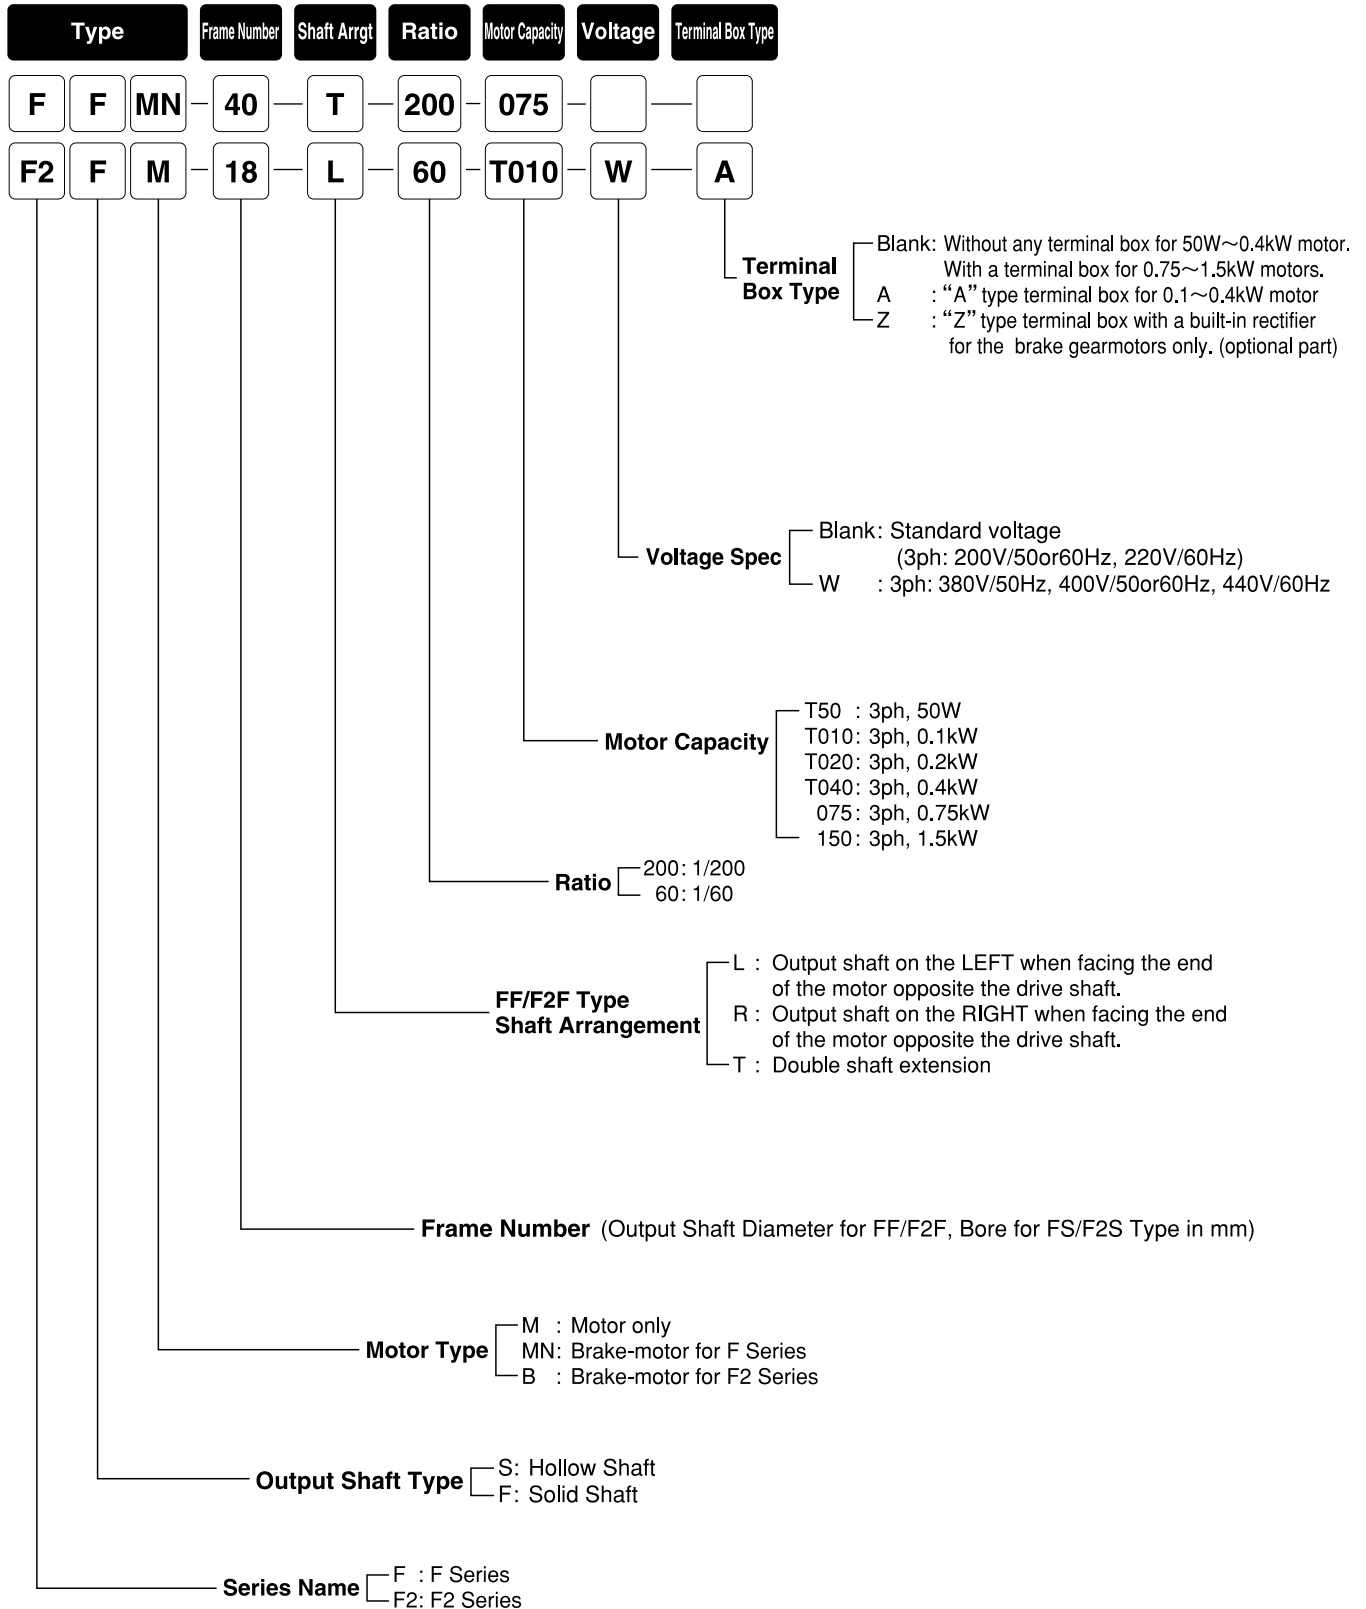 Type Frame Number Shaft Arrgt Ratio Motor Capacity Voltage Terminal Box Type
F F MN 40 T 200 075
F2 F M 18 L 60 T010 W A
Terminal
Box Type
Blank: Without any terminal box for 50W～0.4kW motor.
With a terminal box for 0.75～1.5kW motors.
A : “A” type terminal box for 0.1～0.4kW motor
Z : “Z” type terminal box with a built-in rectifier
for the brake gearmotors only. (optional part)
Voltage Spec
Blank: Standard voltage
(3ph: 200V/50or60Hz, 220V/60Hz)
W : 3ph: 380V/50Hz, 400V/50or60Hz, 440V/60Hz
Motor Capacity
T50 : 3ph, 50W
T010: 3ph, 0.1kW
T020: 3ph, 0.2kW
T040: 3ph, 0.4kW
075: 3ph, 0.75kW
150: 3ph, 1.5kW
Ratio
200: 1/200
60: 1/60
FF/F2F Type
Shaft Arrangement
L : Output shaft on the LEFT when facing the end
of the motor opposite the drive shaft.
R : Output shaft on the RIGHT when facing the end
of the motor opposite the drive shaft.
T : Double shaft extension
Frame Number (Output Shaft Diameter for FF/F2F, Bore for FS/F2S Type in mm)
Motor Type
M : Motor only
MN: Brake-motor for F Series
B : Brake-motor for F2 Series
Output Shaft Type
S: Hollow Shaft
F: Solid Shaft
Series Name
F : F Series
F2: F2 Series